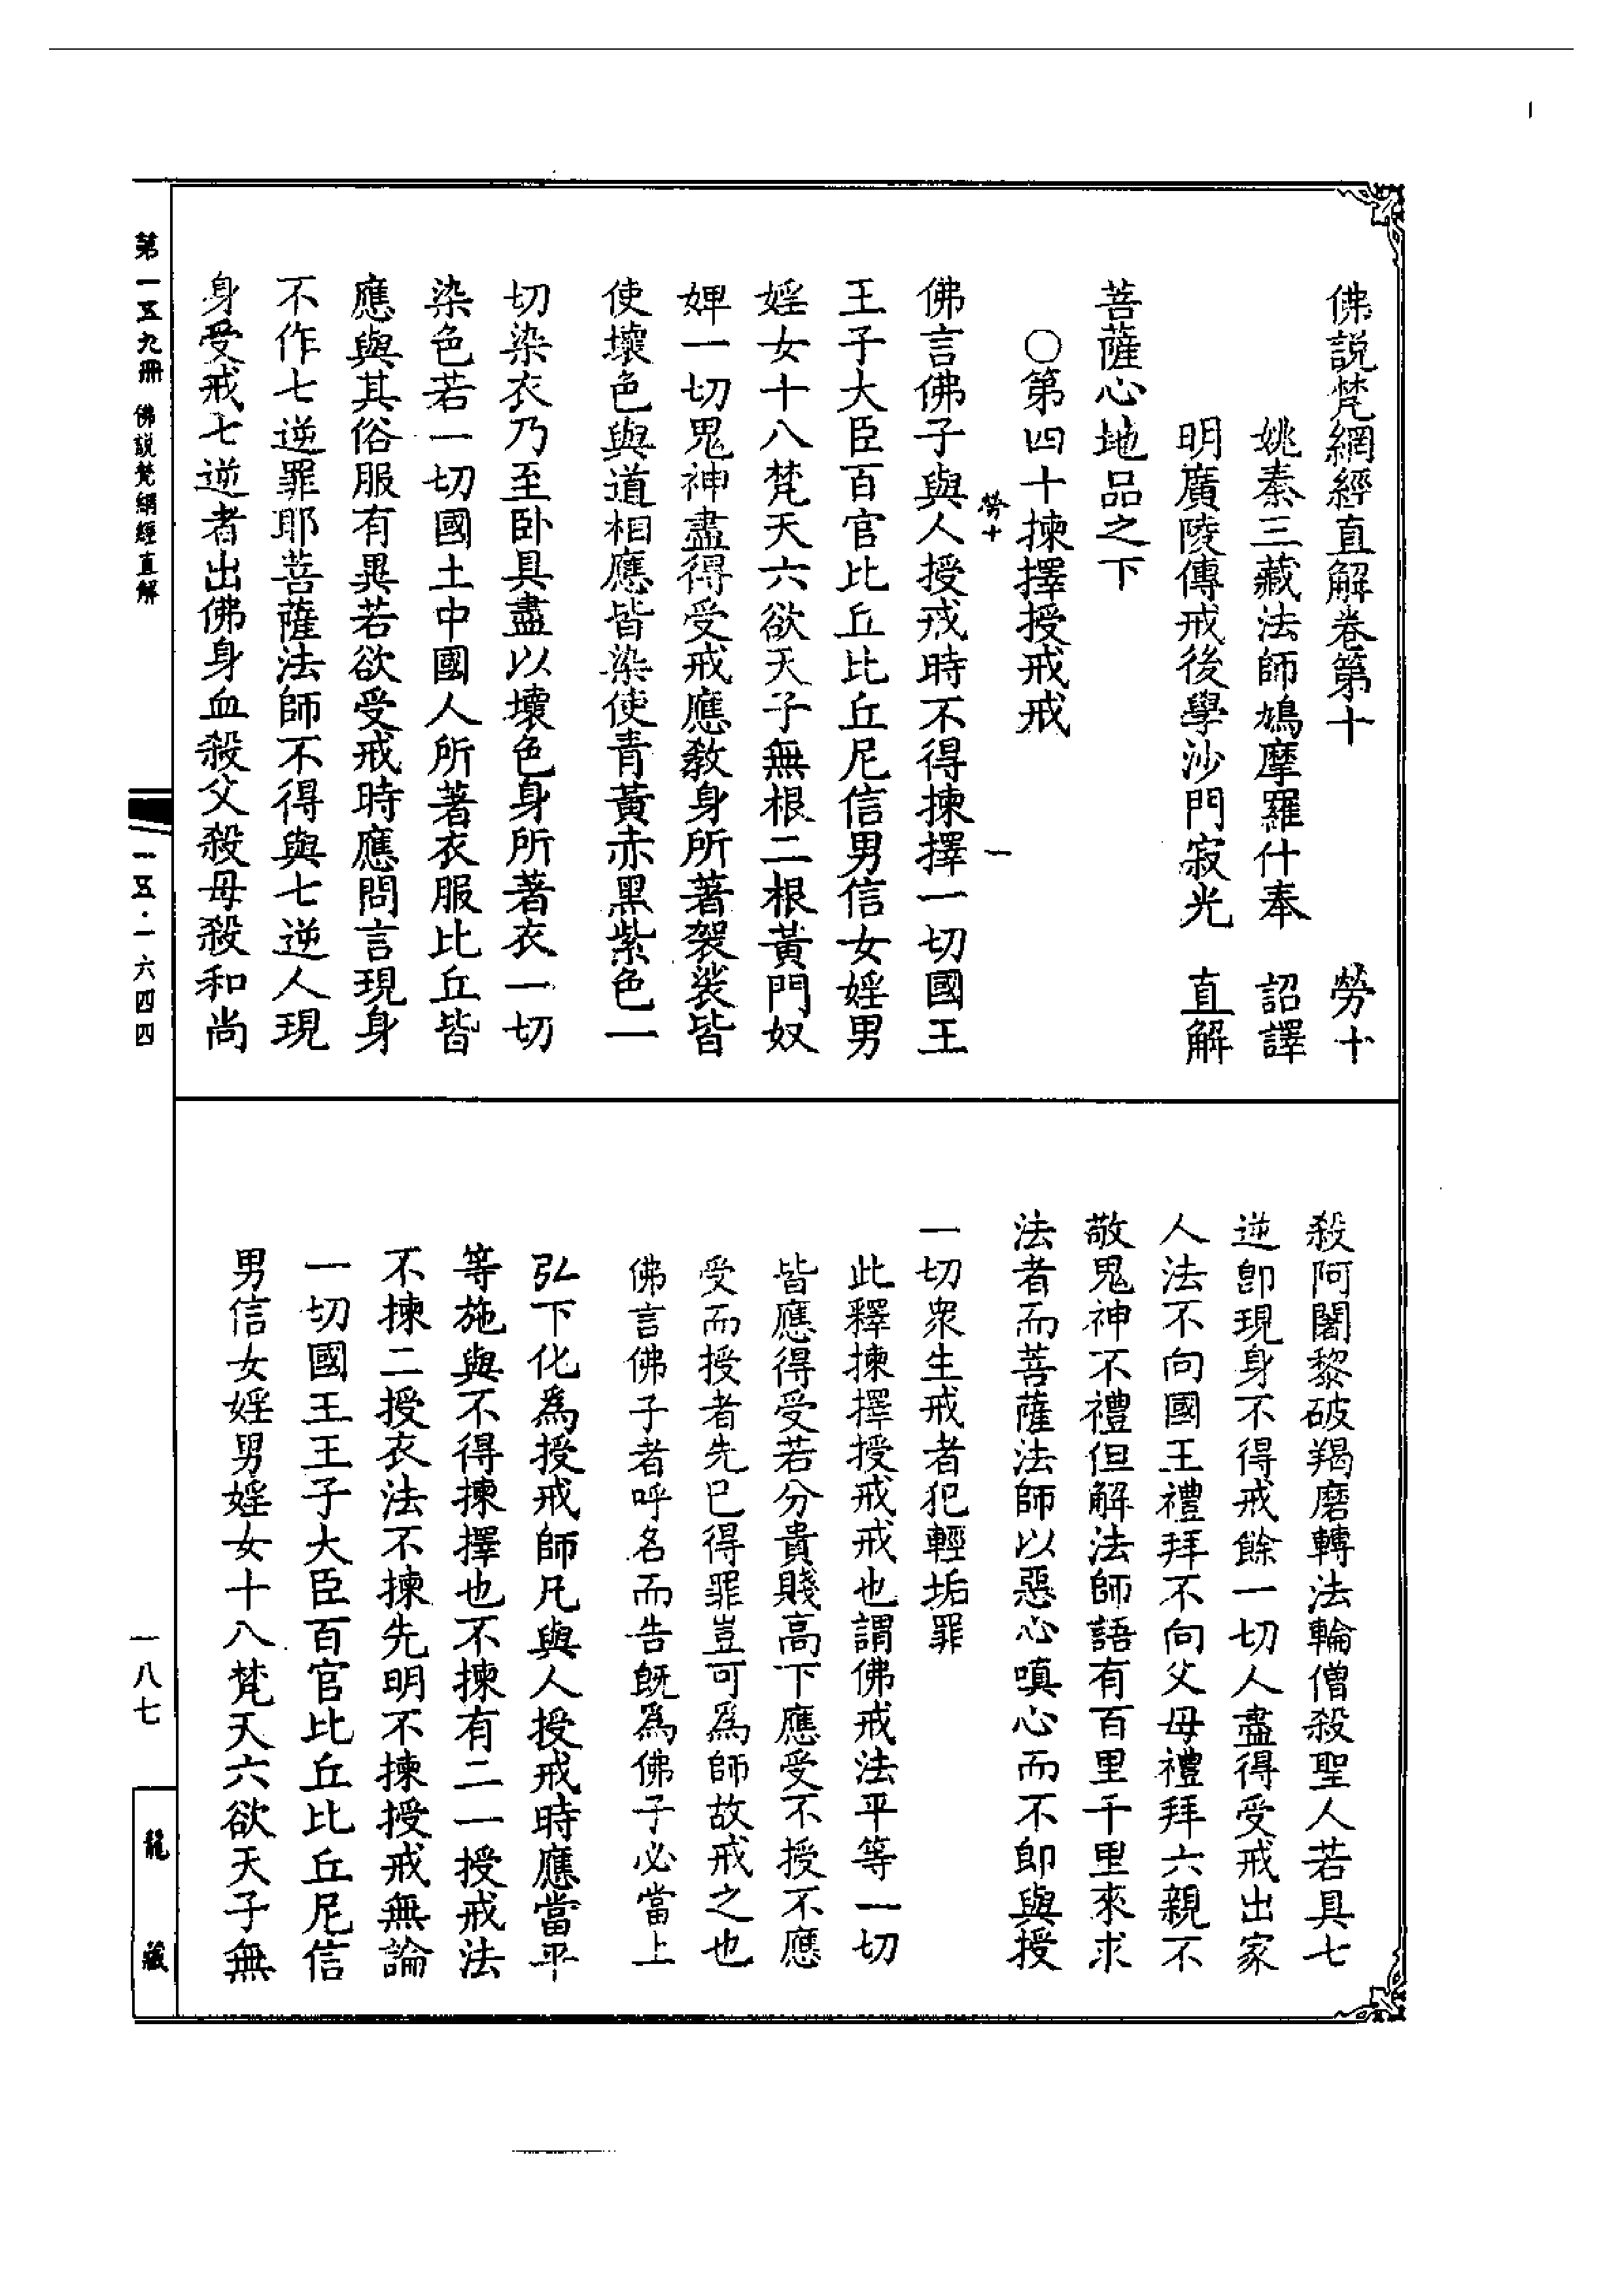 佛說梵網經直解卷第十　勞十
姚秦三藏法師鳩摩羅什奉　詔譯
明廣陵傳戒後學沙門寂光　直解
菩薩心地品之下
○第四十揀擇授戒戒
勞十　一
佛言佛子與人授戒時不得揀擇一切國王
王子大臣百官比丘比丘尼信男信女婬男
婬女十八梵天六欲天子無根二根黃門奴
婢一切鬼神盡得受戒應教身所著袈裟皆
使壞色與道相應皆染使青黃赤黑紫色一
切染衣乃至卧具盡以壞色身所著衣一切
染色若一切國土中國人所著衣服比丘皆
應與其俗服有異若欲受戒時應問言現身
不作七逆罪耶菩薩法師不得與七逆人現
身受戒七逆者出佛身血殺父殺母殺和尚
殺阿闍黎破羯磨轉法輪僧殺聖人若具七
逆卽現身不得戒餘一切人盡得受戒出家
人法不向國王禮拜不向父母禮拜六親不
敬鬼神不禮但解法師語有百里千里來求
法者而菩薩法師以惡心嗔心而不卽與授
一切衆生戒者犯輕垢罪
此釋揀擇授戒戒也謂佛戒法平等一切
皆應得受若分貴賤高下應受不授不應
受而授者先已得罪豈可爲師故戒之也
佛言佛子者呼名而告旣爲佛子必當上
弘下化爲授戒師凡與人授戒時應當平
等施與不得揀擇也不揀有二一授戒法
不揀二授衣法不揀先明不揀授戒無論
一切國王王子大臣百官比丘比丘尼信
男信女婬男婬女十八梵天六欲天子無
第一五九冊　佛說梵網經直解
一五·一六四四
一八七
龍藏